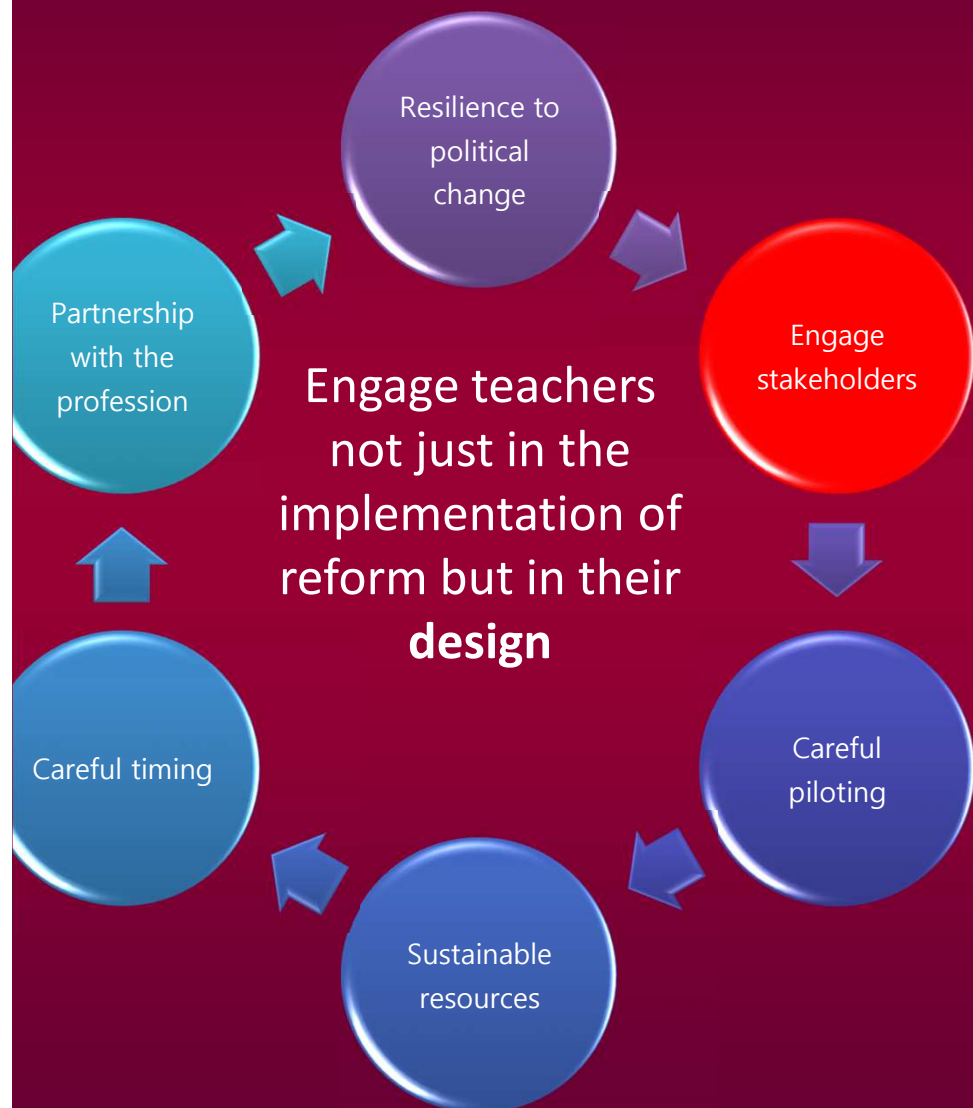 Resilience to
political
change
Engage
stakeholders
Careful
piloting
Sustainable
resources
Careful timing
Partnership
with the
profession
Engage teachers
not just in the
implementation of
reform but in their
design